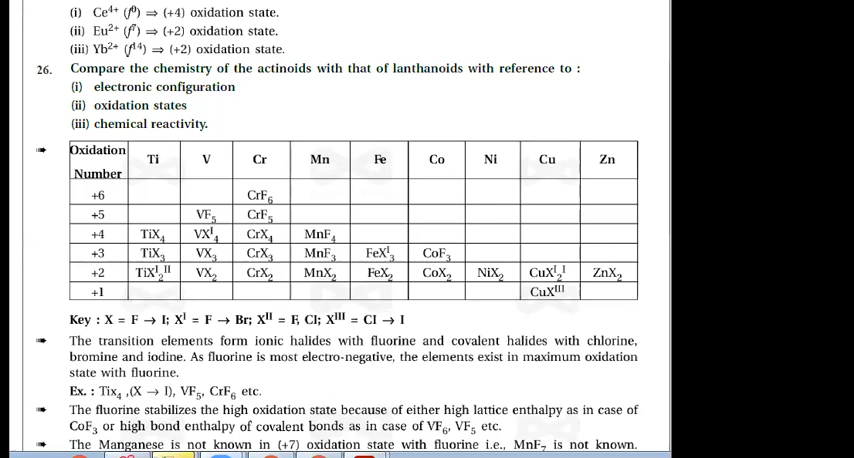 (i) Ce⁴⁺ (f⁰) ⇒ (+4) oxidation state.
(ii) Eu²⁺ (f⁷) ⇒ (+2) oxidation state.
(iii) Yb²⁺ (f¹⁴) ⇒ (+2) oxidation state.
26. Compare the chemistry of the actinoids with that of lanthanoids with reference to :
(i) electronic configuration
(ii) oxidation states
(iii) chemical reactivity.
Oxidation Number Ti V Cr Mn Fe Co Ni Cu Zn
+6 CrF₆
+5 VF₅ CrF₅
+4 TiX₄ VXᴵ₄ CrX₄ MnF₄
+3 TiX₃ VX₃ CrX₃ MnF₃ FeXᴵ₃ CoF₃
+2 TiXᴵ₂ᴵᴵ VX₂ CrX₂ MnX₂ FeX₂ CoX₂ NiX₂ CuXᴵ₂ᴵ ZnX₂
+1 CuXᴵᴵᴵ
Key : X = F → I; Xᴵ = F → Br; Xᴵᴵ = F, CI; Xᴵᴵᴵ = CI → I
The transition elements form ionic halides with fluorine and covalent halides with chlorine,
bromine and iodine. As fluorine is most electro-negative, the elements exist in maximum oxidation
state with fluorine.
Ex. : Tix₄ ,(X → I), VF₅, CrF₆ etc.
The fluorine stabilizes the high oxidation state because of either high lattice enthalpy as in case of
CoF₃ or high bond enthalpy of covalent bonds as in case of VF₆, VF₅ etc.
The Manganese is not known in (+7) oxidation state with fluorine i.e., MnF₇ is not known.